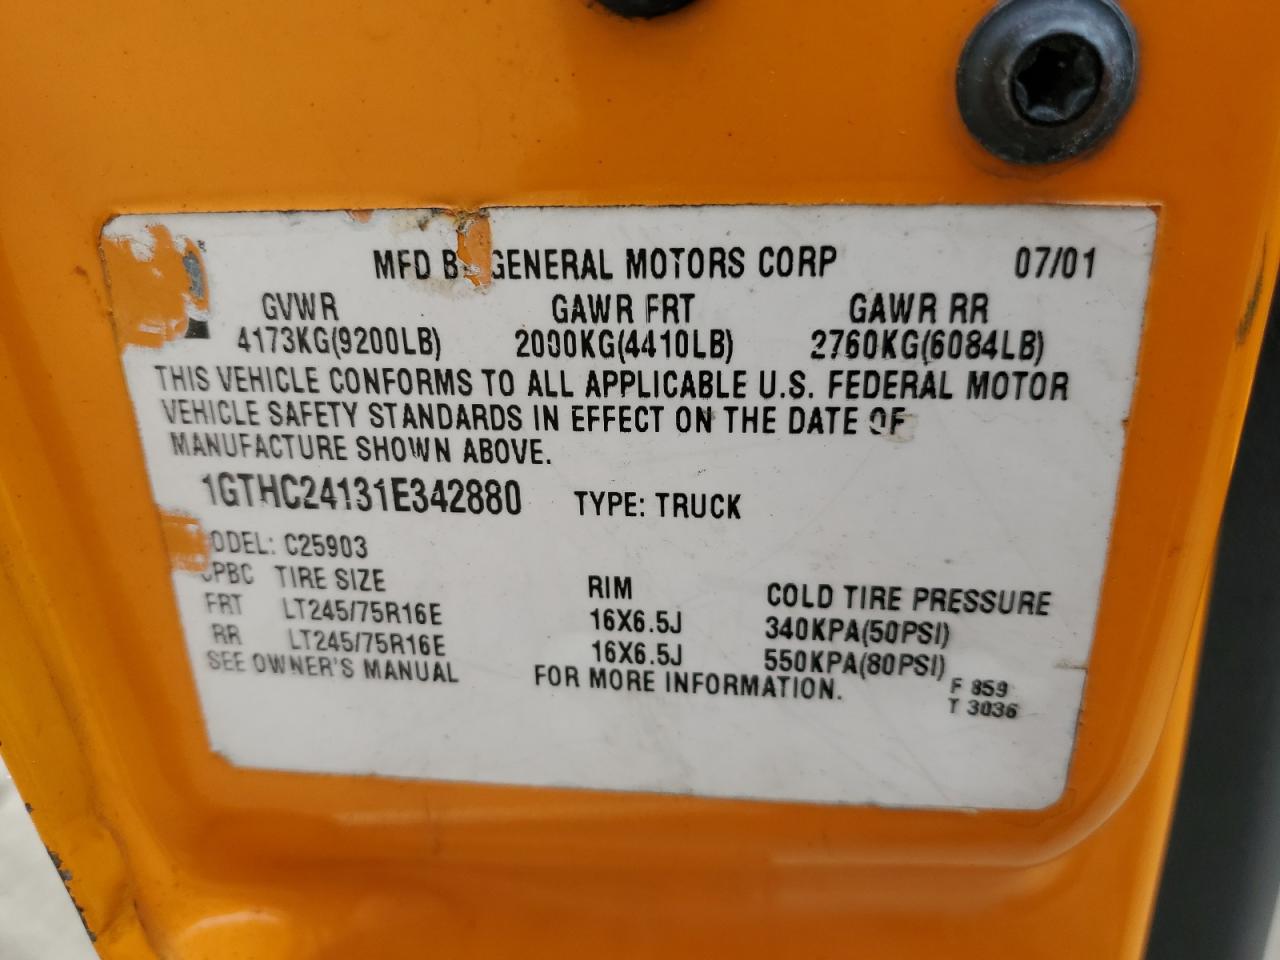 MFD B GENERAL MOTORS CORP 07/01
GVWR GAWR FRT GAWR RR
4173KG(9200LB) 2000KG(4410LB) 2760KG(6084LB)
THIS VEHICLE CONFORMS TO ALL APPLICABLE U.S. FEDERAL MOTOR
VEHICLE SAFETY STANDARDS IN EFFECT ON THE DATE OF
MANUFACTURE SHOWN ABOVE.
1GTHC24131E342880 TYPE: TRUCK
ODEL: C25903
PBC TIRE SIZE RIM COLD TIRE PRESSURE
FRT LT245/75R16E 16X6.5J 340KPA(50PSI)
RR LT245/75R16E 16X6.5J 550KPA(80PSI)
SEE OWNER'S MANUAL FOR MORE INFORMATION.
F 859
T 3036